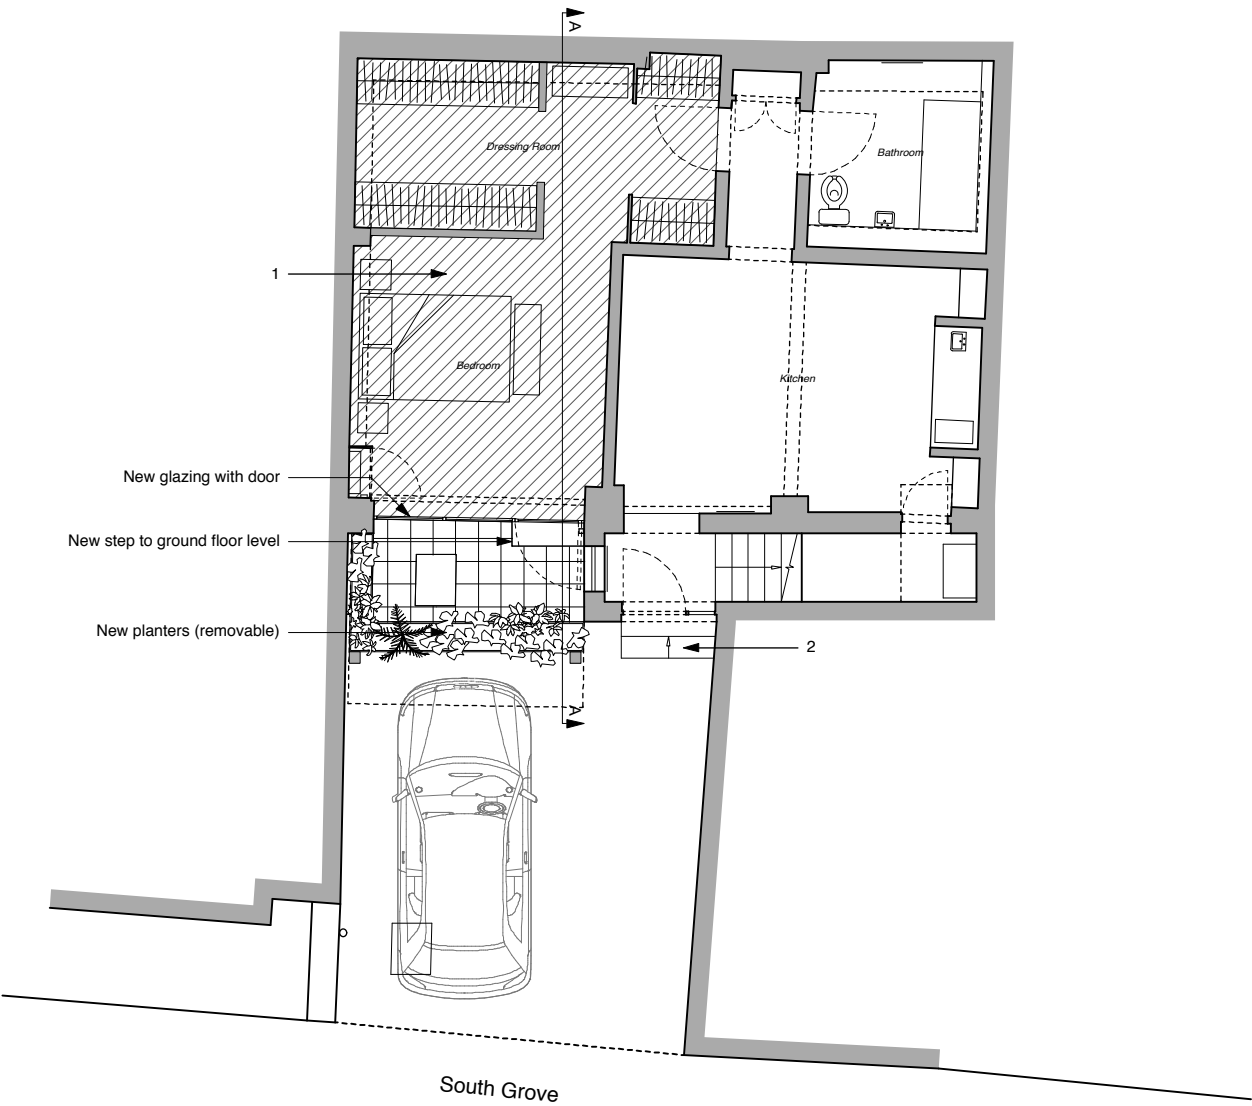 A
Dressing Room
Bathroom
1
Bedroom
Kitchen
New glazing with door
New step to ground floor level
New planters (removable)
2
A
South Grove